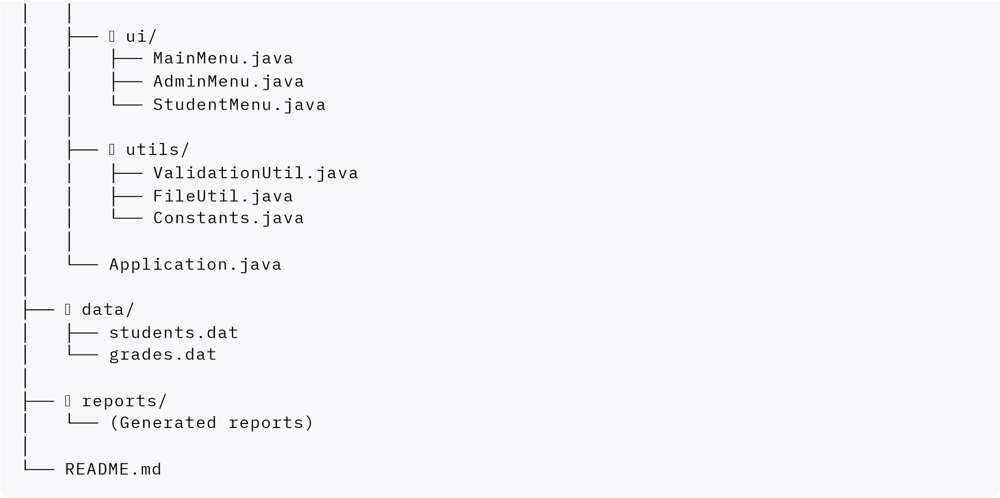 │   │
│   ├── 📁 ui/
│   │   ├── MainMenu.java
│   │   ├── AdminMenu.java
│   │   └── StudentMenu.java
│   │
│   ├── 📁 utils/
│   │   ├── ValidationUtil.java
│   │   ├── FileUtil.java
│   │   └── Constants.java
│   │
│   └── Application.java
│
├── 📁 data/
│   ├── students.dat
│   └── grades.dat
│
├── 📁 reports/
│   └── (Generated reports)
│
└── README.md